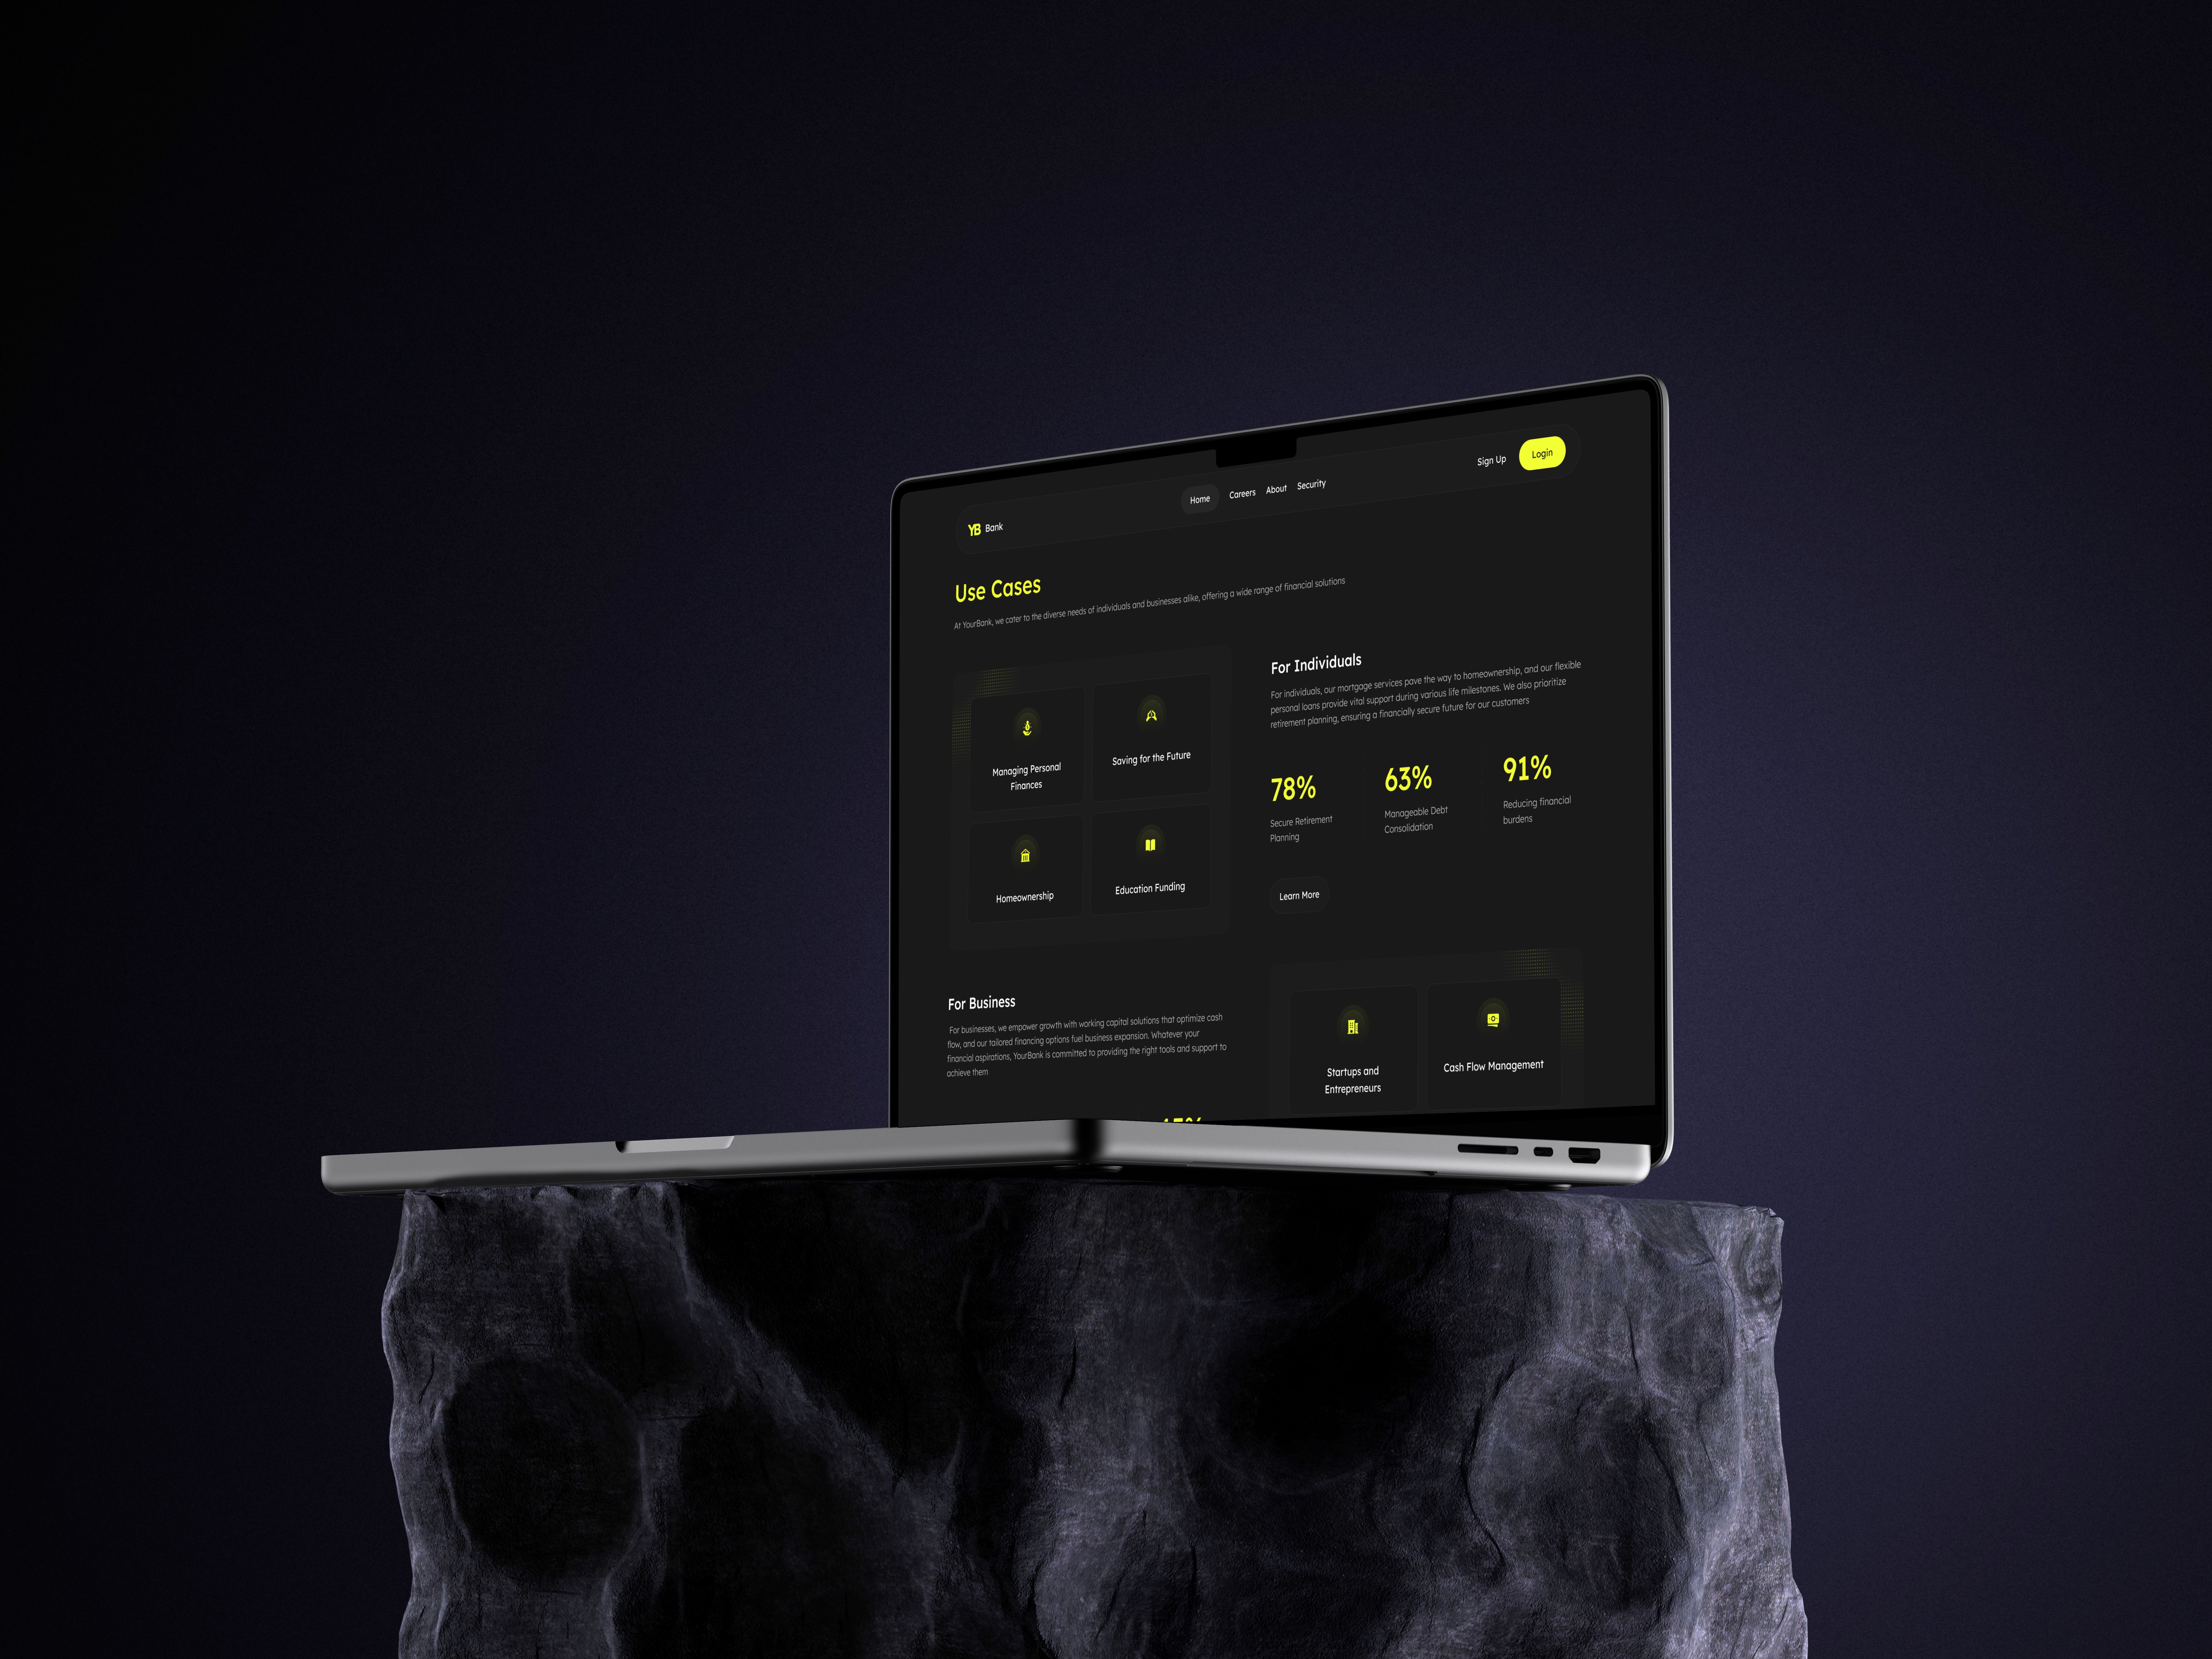 YB Bank
Home Careers About Security
Sign Up Login
Use Cases
At YourBank, we cater to the diverse needs of individuals and businesses alike, offering a wide range of financial solutions
Managing Personal
Finances
Saving for the Future
Homeownership
Education Funding
For Individuals
For individuals, our mortgage services pave the way to homeownership, and our flexible
personal loans provide vital support during various life milestones. We also prioritize
retirement planning, ensuring a financially secure future for our customers
78%
Secure Retirement
Planning
63%
Manageable Debt
Consolidation
91%
Reducing financial
burdens
Learn More
For Business
For businesses, we empower growth with working capital solutions that optimize cash
flow, and our tailored financing options fuel business expansion. Whatever your
financial aspirations, YourBank is committed to providing the right tools and support to
achieve them
Startups and
Entrepreneurs
Cash Flow Management